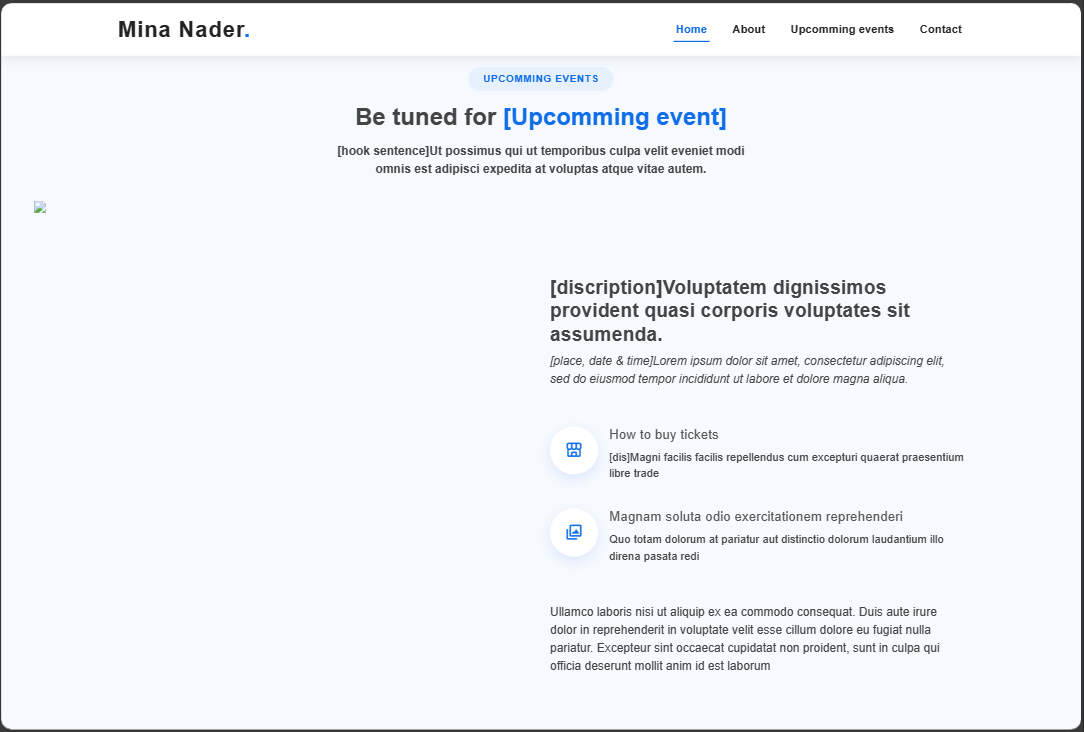 Mina Nader.
Home
About
Upcomming events
Contact
UPCOMMING EVENTS
Be tuned for [Upcomming event]
[hook sentence]Ut possimus qui ut temporibus culpa velit eveniet modi
omnis est adipisci expedita at voluptas atque vitae autem.
[discription]Voluptatem dignissimos
provident quasi corporis voluptates sit
assumenda.
[place, date & time]Lorem ipsum dolor sit amet, consectetur adipiscing elit,
sed do eiusmod tempor incididunt ut labore et dolore magna aliqua.
How to buy tickets
[dis]Magni facilis facilis repellendus cum excepturi quaerat praesentium
libre trade
Magnam soluta odio exercitationem reprehenderi
Quo totam dolorum at pariatur aut distinctio dolorum laudantium illo
direna pasata redi
Ullamco laboris nisi ut aliquip ex ea commodo consequat. Duis aute irure
dolor in reprehenderit in voluptate velit esse cillum dolore eu fugiat nulla
pariatur. Excepteur sint occaecat cupidatat non proident, sunt in culpa qui
officia deserunt mollit anim id est laborum